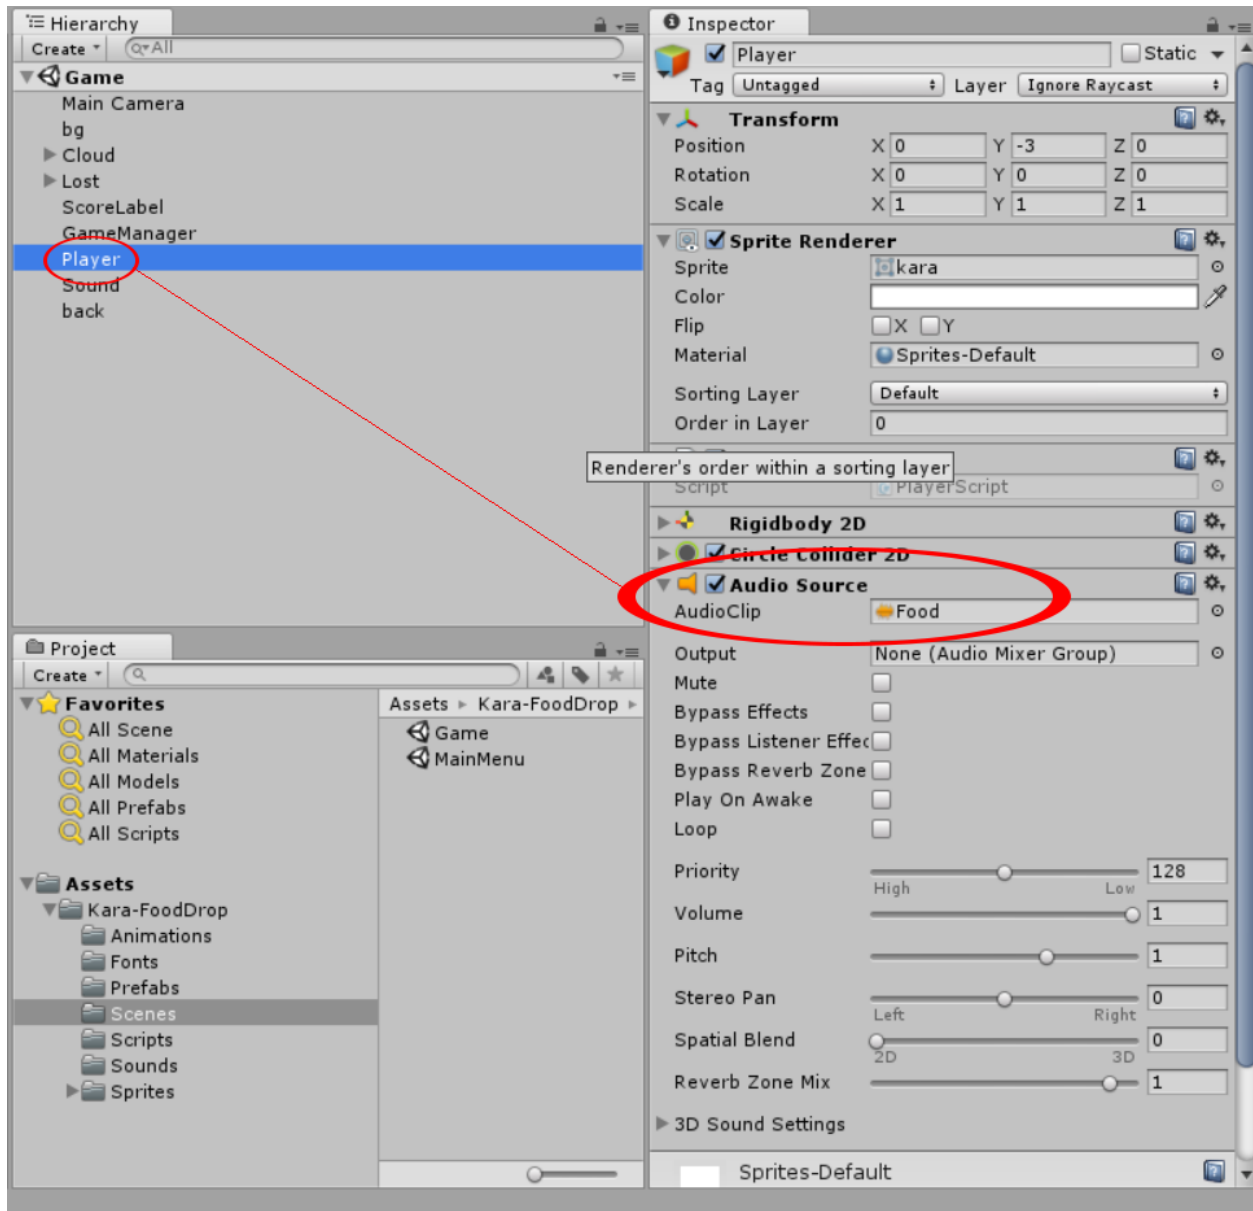 Hierarchy
Create
All
Game
Main Camera
bg
Cloud
Lost
ScoreLabel
GameManager
Player
Sound
back
Project
Create
Favorites
All Scene
All Materials
All Models
All Prefabs
All Scripts
Assets
Kara-FoodDrop
Animations
Fonts
Prefabs
Scenes
Scripts
Sounds
Sprites
Assets Kara-FoodDrop
Game
MainMenu
Inspector
Player Static
Tag Untagged Layer Ignore Raycast
Transform
Position X 0 Y -3 Z 0
Rotation X 0 Y 0 Z 0
Scale X 1 Y 1 Z 1
Sprite Renderer
Sprite kara
Color
Flip X Y
Material Sprites-Default
Sorting Layer Default
Order in Layer 0
Renderer's order within a sorting layer
Script PlayerScript
Rigidbody 2D
Circle Collider 2D
Audio Source
AudioClip Food
Output None (Audio Mixer Group)
Mute
Bypass Effects
Bypass Listener Effec
Bypass Reverb Zone
Play On Awake
Loop
Priority 128
High Low
Volume 1
Pitch 1
Stereo Pan 0
Left Right
Spatial Blend 0
2D 3D
Reverb Zone Mix 1
3D Sound Settings
Sprites-Default